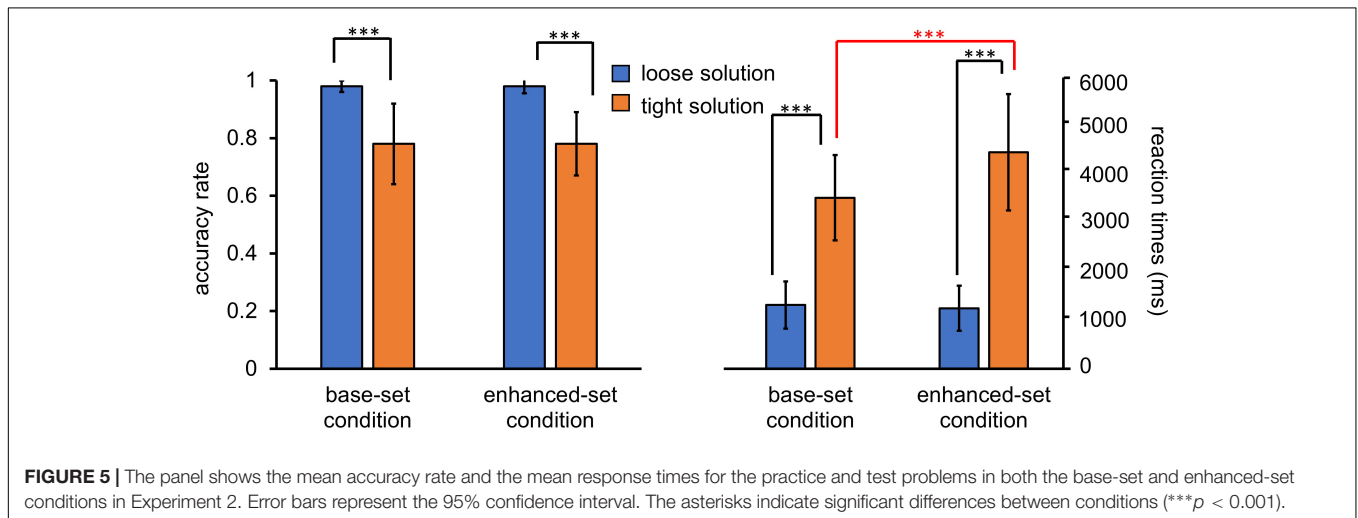 ***
***
***
***
***
1
0.8
0.6
0.4
0.2
0
accuracy rate
loose solution
tight solution
6000
5000
4000
3000
2000
1000
0
reaction times (ms)
base-set
condition
enhanced-set
condition
base-set
condition
enhanced-set
condition
FIGURE 5 | The panel shows the mean accuracy rate and the mean response times for the practice and test problems in both the base-set and enhanced-set
conditions in Experiment 2. Error bars represent the 95% confidence interval. The asterisks indicate significant differences between conditions (***p < 0.001).